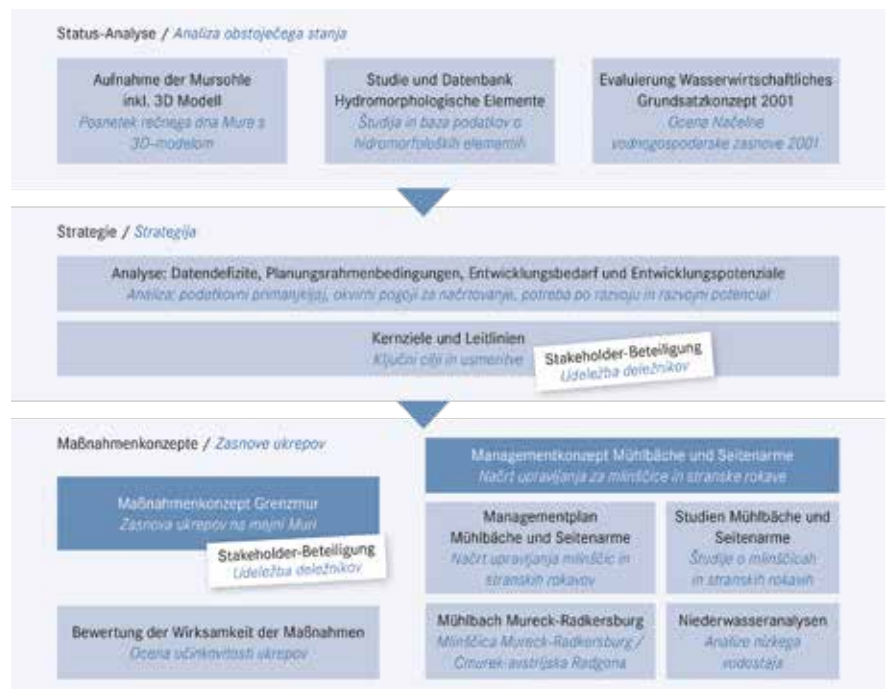 Status-Analyse / Analiza obstoječega stanja
Aufnahme der Mursohle
inkl. 3D Modell
Posnetek rečnega dna Mure s
3D-modelom
Studie und Datenbank
Hydromorphologische Elemente
Študija in baza podatkov o
hidromorfoloških elementih
Evaluierung Wasserwirtschaftliches
Grundsatzkonzept 2001
Ocena Načelne
vodnogospodarske zasnove 2001
Strategie / Strategija
Analyse: Datendefizite, Planungsrahmenbedingungen, Entwicklungsbedarf und Entwicklungspotenziale
Analiza: podatkovni primanjkljaj, okvirni pogoji za načrtovanje, potreba po razvoju in razvojni potencial
Kernziele und Leitlinien
Ključni cilji in usmeritve
Stakeholder-Beteiligung
Udeležba deležnikov
Maßnahmenkonzepte / Zasnove ukrepov
Maßnahmenkonzept Grenzmur
Zasnova ukrepov na mejni Muri
Stakeholder-Beteiligung
Udeležba deležnikov
Bewertung der Wirksamkeit der Maßnahmen
Ocena učinkovitosti ukrepov
Managementkonzept Mühlbäche und Seitenarme
Načrt upravljanja za mlinščice in stranske rokave
Managementplan
Mühlbäche und Seitenarme
Načrt upravljanja mlinščic in
stranskih rokavov
Studien Mühlbäche und
Seitenarme
Študije o mlinščicah
in stranskih rokavih
Mühlbach Mureck-Radkersburg
Mlinščica Mureck-Radkersburg /
Cmurek-avstrijska Radgona
Niederwasseranalysen
Analize nizkega
vodostaja